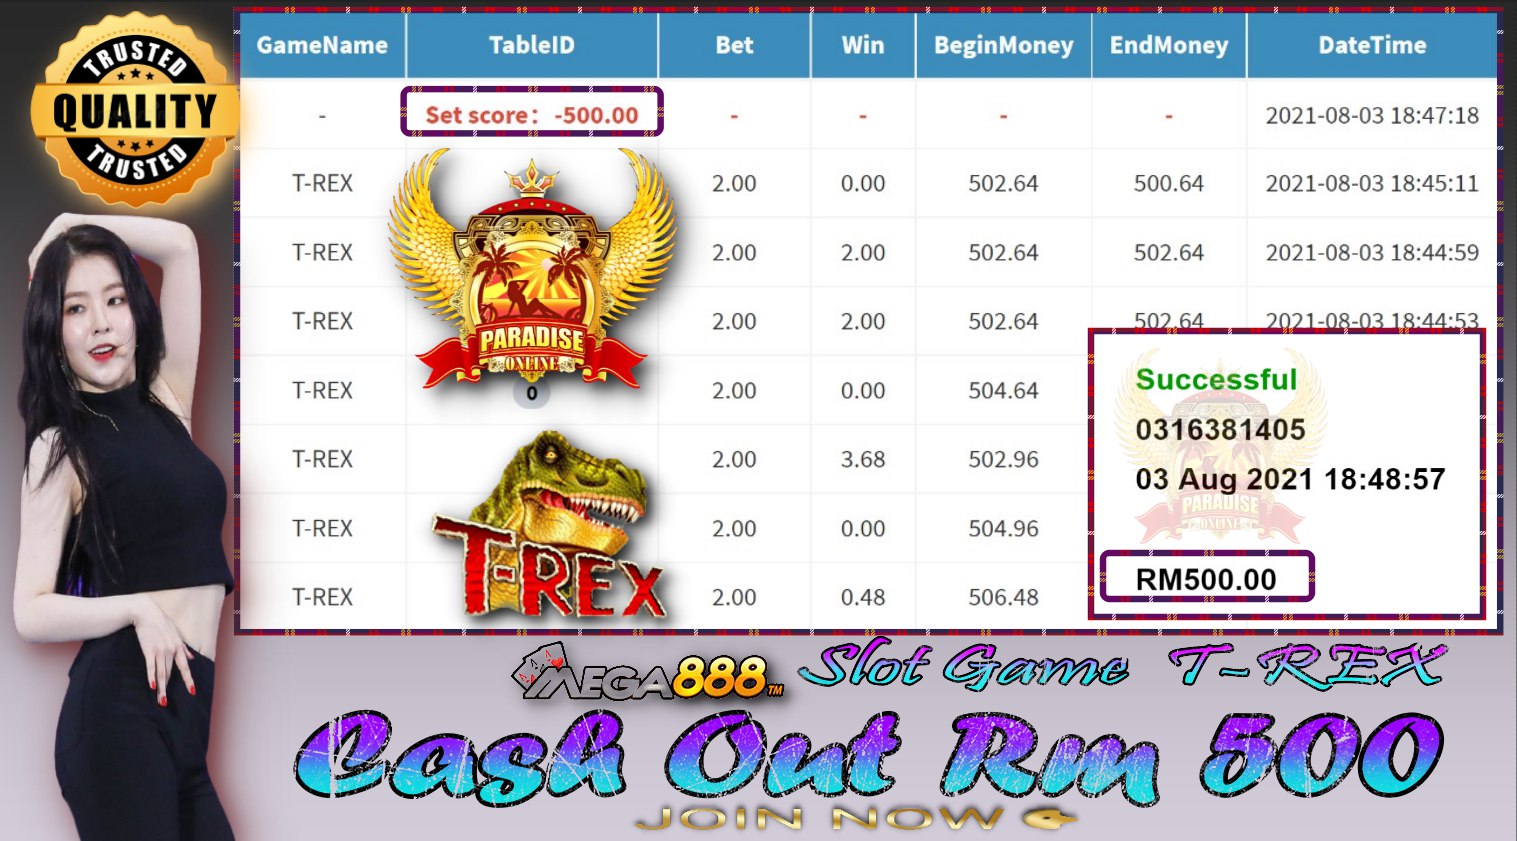 TRUSTED
QUALITY
TRUSTED
GameName TableID Bet Win BeginMoney EndMoney DateTime
- Set score: -500.00 - - - - 2021-08-03 18:47:18
T-REX 2.00 0.00 502.64 500.64 2021-08-03 18:45:11
T-REX 2.00 2.00 502.64 502.64 2021-08-03 18:44:59
T-REX 2.00 2.00 502.64 502.64 2021-08-03 18:44:53
T-REX 0 2.00 0.00 504.64
T-REX 2.00 3.68 502.96
T-REX 2.00 0.00 504.96
T-REX 2.00 0.48 506.48
PARADISE
ONLINE
T-REX
Successful
0316381405
03 Aug 2021 18:48:57
PARADISE
ONLINE
RM500.00
MEGA888 TM Slot Game T-REX
Cash Out Rm 500
JOIN NOW